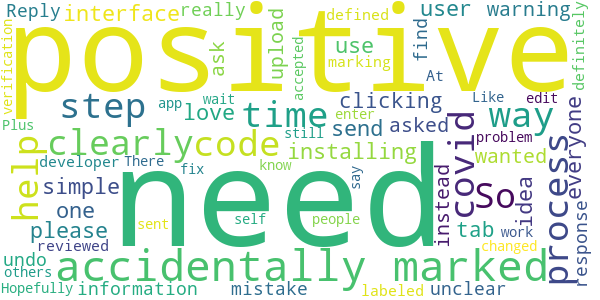 Reply interface really defined user warning
positive
verification ask upload accepted marking find definitely
step app wait love use At Like edit
Plus time clicking way enter problem
help clearly code still send asked covid process everyone
developer There fix installing know wanted
simple need say instead So idea response
one self people tab work
please sent
undo reviewed accidentally marked changed
others mistake
Hopefully information labeled unclear